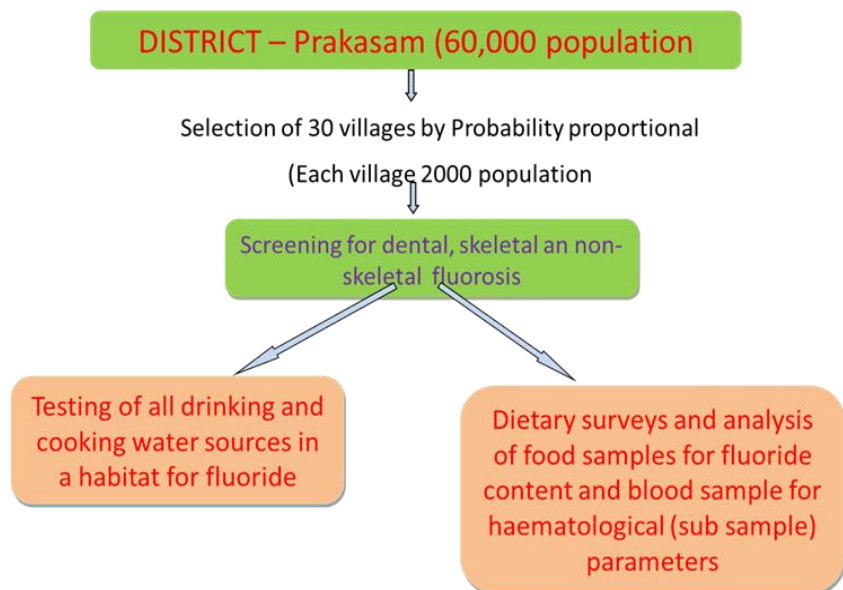 DISTRICT – Prakasam (60,000 population
Selection of 30 villages by Probability proportional
(Each village 2000 population
Screening for dental, skeletal an non-
skeletal fluorosis
Testing of all drinking and
cooking water sources in
a habitat for fluoride
Dietary surveys and analysis
of food samples for fluoride
content and blood sample for
haematological (sub sample)
parameters